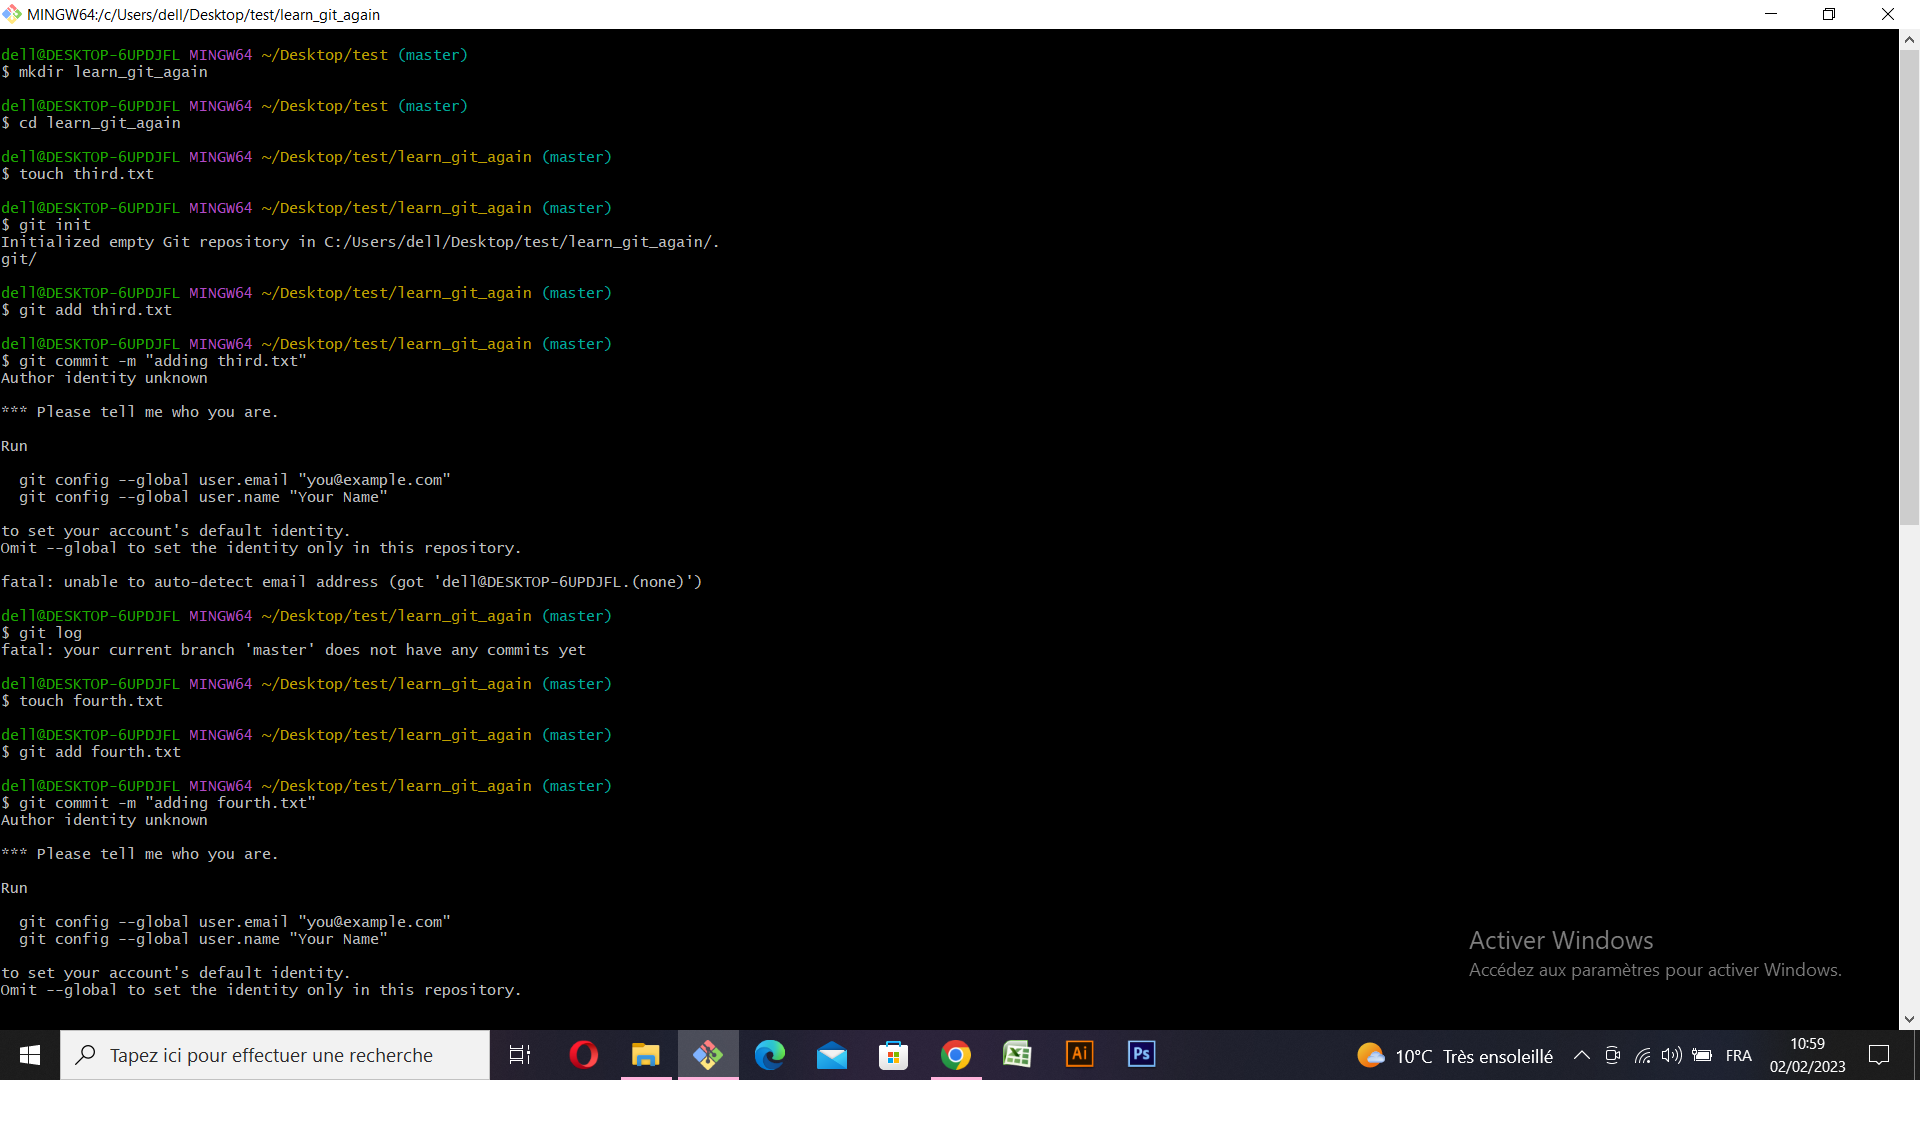 MINGW64:/c/Users/dell/Desktop/test/learn_git_again
dell@DESKTOP-6UPDJFL MINGW64 ~/Desktop/test (master)
$ mkdir learn_git_again
dell@DESKTOP-6UPDJFL MINGW64 ~/Desktop/test (master)
$ cd learn_git_again
dell@DESKTOP-6UPDJFL MINGW64 ~/Desktop/test/learn_git_again (master)
$ touch third.txt
dell@DESKTOP-6UPDJFL MINGW64 ~/Desktop/test/learn_git_again (master)
$ git init
Initialized empty Git repository in C:/Users/dell/Desktop/test/learn_git_again/.
git/
dell@DESKTOP-6UPDJFL MINGW64 ~/Desktop/test/learn_git_again (master)
$ git add third.txt
dell@DESKTOP-6UPDJFL MINGW64 ~/Desktop/test/learn_git_again (master)
$ git commit -m "adding third.txt"
Author identity unknown
*** Please tell me who you are.
Run
git config --global user.email "you@example.com"
git config --global user.name "Your Name"
to set your account's default identity.
Omit --global to set the identity only in this repository.
fatal: unable to auto-detect email address (got 'dell@DESKTOP-6UPDJFL.(none)')
dell@DESKTOP-6UPDJFL MINGW64 ~/Desktop/test/learn_git_again (master)
$ git log
fatal: your current branch 'master' does not have any commits yet
dell@DESKTOP-6UPDJFL MINGW64 ~/Desktop/test/learn_git_again (master)
$ touch fourth.txt
dell@DESKTOP-6UPDJFL MINGW64 ~/Desktop/test/learn_git_again (master)
$ git add fourth.txt
dell@DESKTOP-6UPDJFL MINGW64 ~/Desktop/test/learn_git_again (master)
$ git commit -m "adding fourth.txt"
Author identity unknown
*** Please tell me who you are.
Run
git config --global user.email "you@example.com"
git config --global user.name "Your Name"
to set your account's default identity.
Omit --global to set the identity only in this repository.
Activer Windows
Accédez aux paramètres pour activer Windows.
Tapez ici pour effectuer une recherche
Ai
Ps
10°C Très ensoleillé
FRA
10:59
02/02/2023